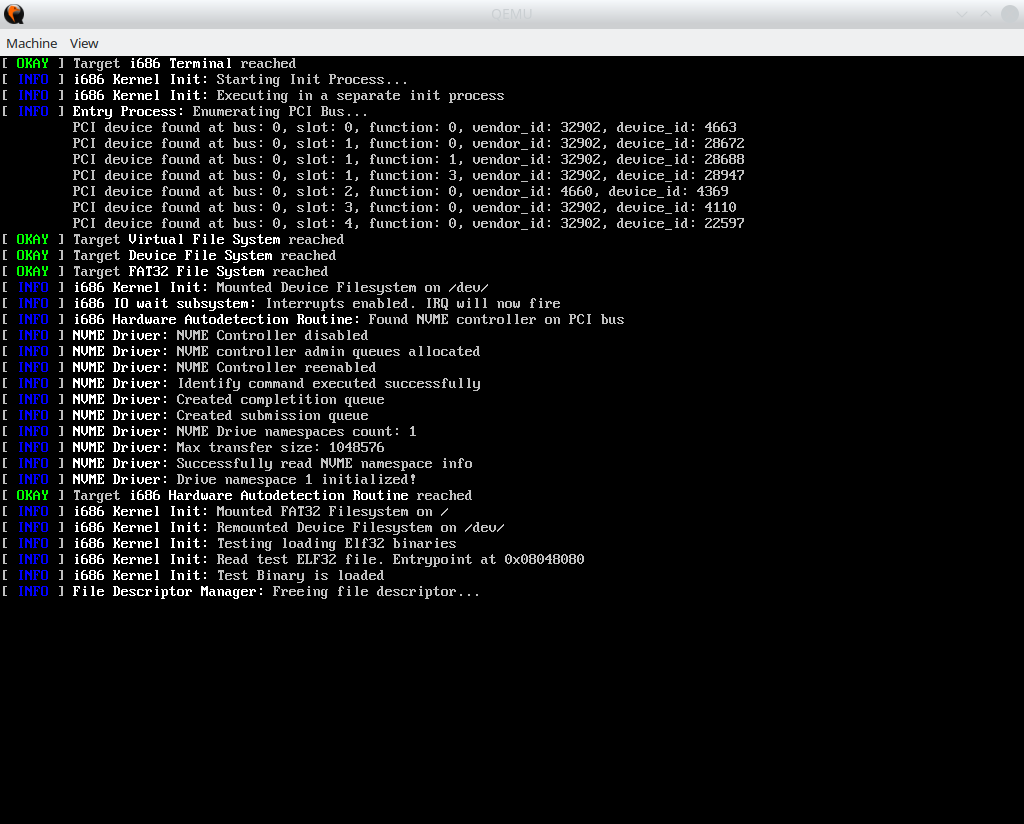 QEMU
Machine View
[ OKAY ] Target i686 Terminal reached
[ INFO ] i686 Kernel Init: Starting Init Process...
[ INFO ] i686 Kernel Init: Executing in a separate init process
[ INFO ] Entry Process: Enumerating PCI Bus...
PCI device found at bus: 0, slot: 0, function: 0, vendor_id: 32902, device_id: 4663
PCI device found at bus: 0, slot: 1, function: 0, vendor_id: 32902, device_id: 28672
PCI device found at bus: 0, slot: 1, function: 1, vendor_id: 32902, device_id: 28688
PCI device found at bus: 0, slot: 1, function: 3, vendor_id: 32902, device_id: 28947
PCI device found at bus: 0, slot: 2, function: 0, vendor_id: 4660, device_id: 4369
PCI device found at bus: 0, slot: 3, function: 0, vendor_id: 32902, device_id: 4110
PCI device found at bus: 0, slot: 4, function: 0, vendor_id: 32902, device_id: 22597
[ OKAY ] Target Virtual File System reached
[ OKAY ] Target Device File System reached
[ OKAY ] Target FAT32 File System reached
[ INFO ] i686 Kernel Init: Mounted Device Filesystem on /dev/
[ INFO ] i686 IO wait subsystem: Interrupts enabled. IRQ will now fire
[ INFO ] i686 Hardware Autodetection Routine: Found NVME controller on PCI bus
[ INFO ] NVME Driver: NVME Controller disabled
[ INFO ] NVME Driver: NVME controller admin queues allocated
[ INFO ] NVME Driver: NVME Controller reenabled
[ INFO ] NVME Driver: Identify command executed successfully
[ INFO ] NVME Driver: Created completition queue
[ INFO ] NVME Driver: Created submission queue
[ INFO ] NVME Driver: NVME Drive namespaces count: 1
[ INFO ] NVME Driver: Max transfer size: 1048576
[ INFO ] NVME Driver: Successfully read NVME namespace info
[ INFO ] NVME Driver: Drive namespace 1 initialized!
[ OKAY ] Target i686 Hardware Autodetection Routine reached
[ INFO ] i686 Kernel Init: Mounted FAT32 Filesystem on /
[ INFO ] i686 Kernel Init: Remounted Device Filesystem on /dev/
[ INFO ] i686 Kernel Init: Testing loading Elf32 binaries
[ INFO ] i686 Kernel Init: Read test ELF32 file. Entrypoint at 0x08048080
[ INFO ] i686 Kernel Init: Test Binary is loaded
[ INFO ] File Descriptor Manager: Freeing file descriptor...